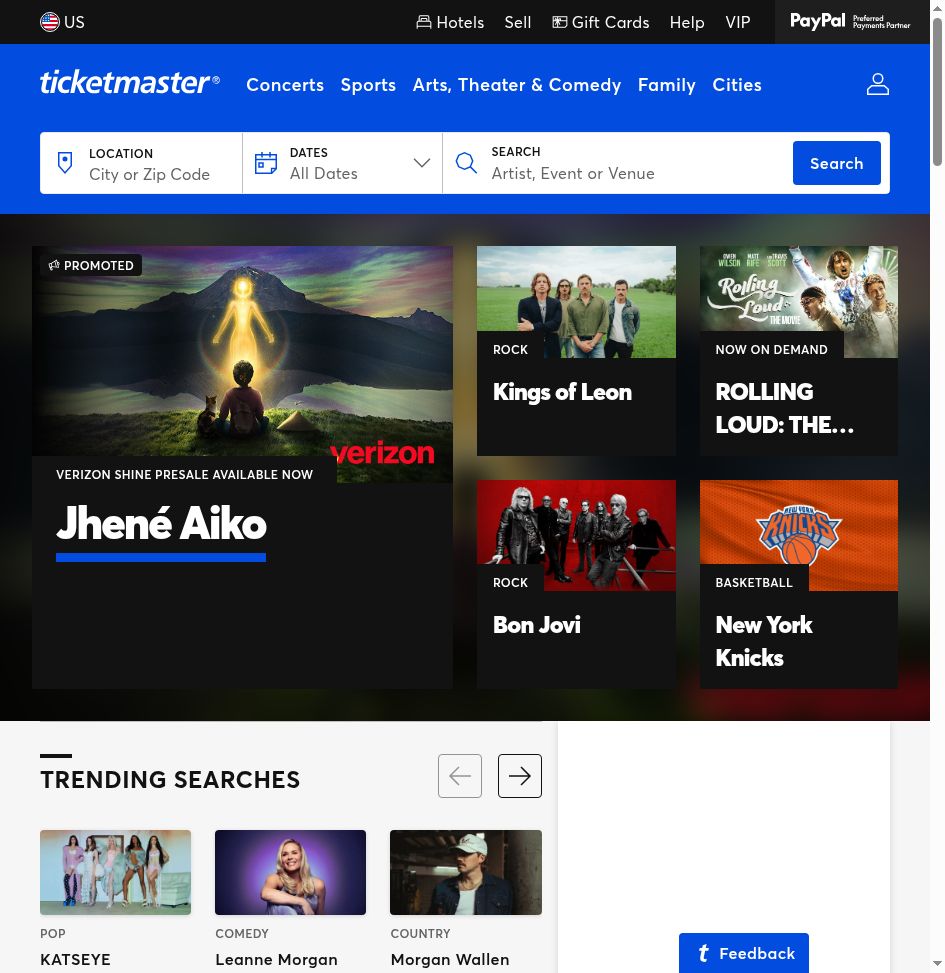 US
Hotels
Sell
Gift Cards
Help
VIP
PayPal Preferred
Payments Partner
ticketmaster®
Concerts
Sports
Arts, Theater & Comedy
Family
Cities
LOCATION
City or Zip Code
DATES
All Dates
SEARCH
Artist, Event or Venue
Search
PROMOTED
verizon
VERIZON SHINE PRESALE AVAILABLE NOW
Jhené Aiko
ROCK
Kings of Leon
OWEN WILSON
MATT RIFE
TRAVIS SCOTT
Rolling
Loud
THE MOVIE
NOW ON DEMAND
ROLLING
LOUD: THE...
ROCK
Bon Jovi
NEW YORK
KNICKS
BASKETBALL
New York
Knicks
TRENDING SEARCHES
POP
KATSEYE
COMEDY
Leanne Morgan
COUNTRY
Morgan Wallen
t Feedback